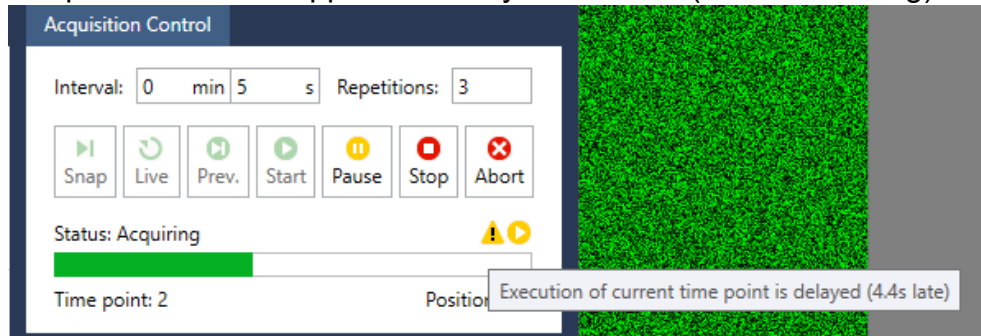 Acquisition Control
Interval: 0 min 5 s Repetitions: 3
Snap Live Prev. Start Pause Stop Abort
Status: Acquiring
Time point: 2 Position
Execution of current time point is delayed (4.4s late)